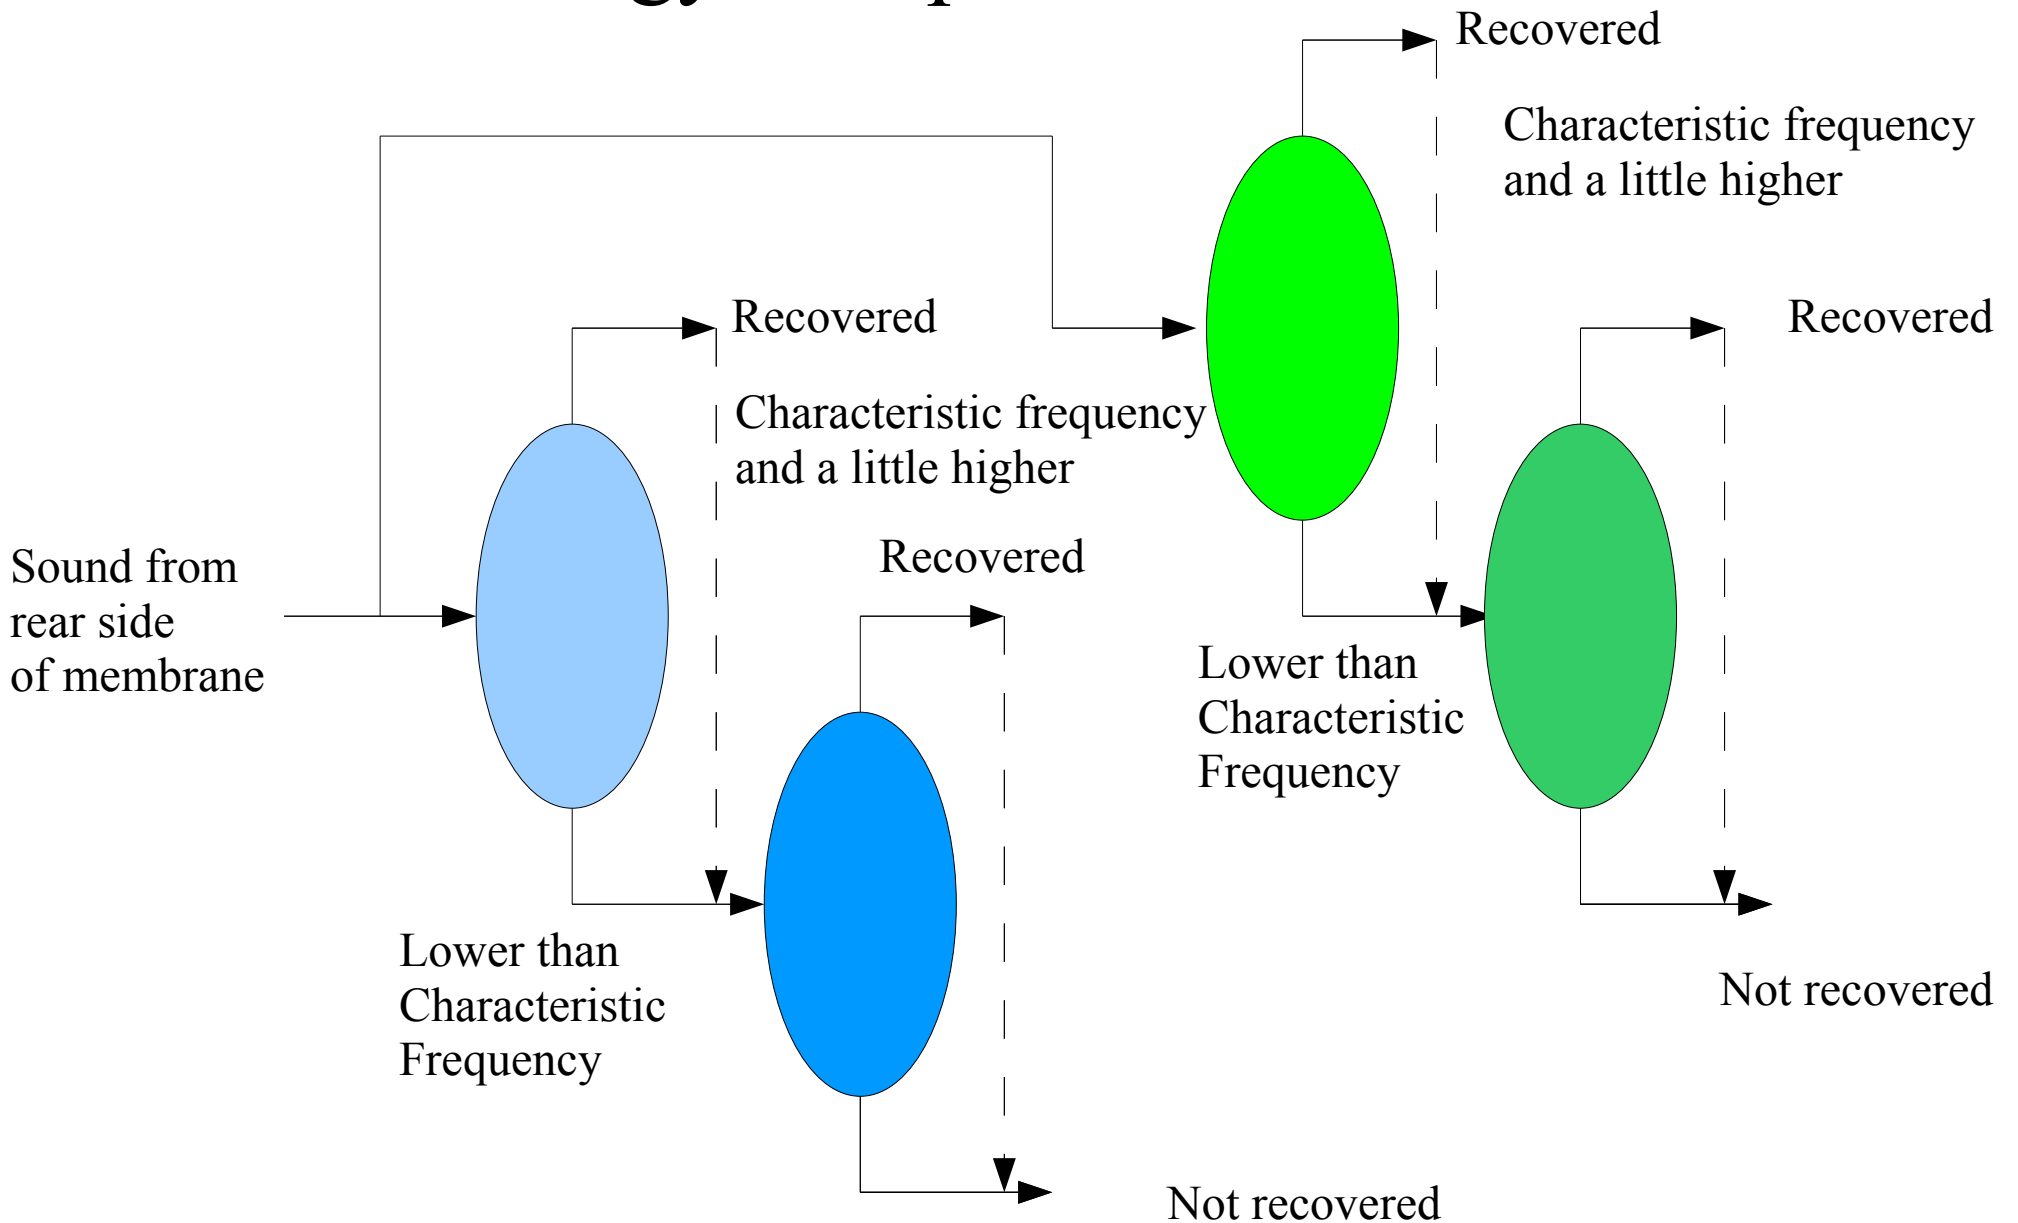 Recovered
Characteristic frequency
and a little higher
Recovered
Recovered
Characteristic frequency
and a little higher
Recovered
Sound from
rear side
of membrane
Lower than
Characteristic
Frequency
Lower than
Characteristic
Frequency
Not recovered
Not recovered